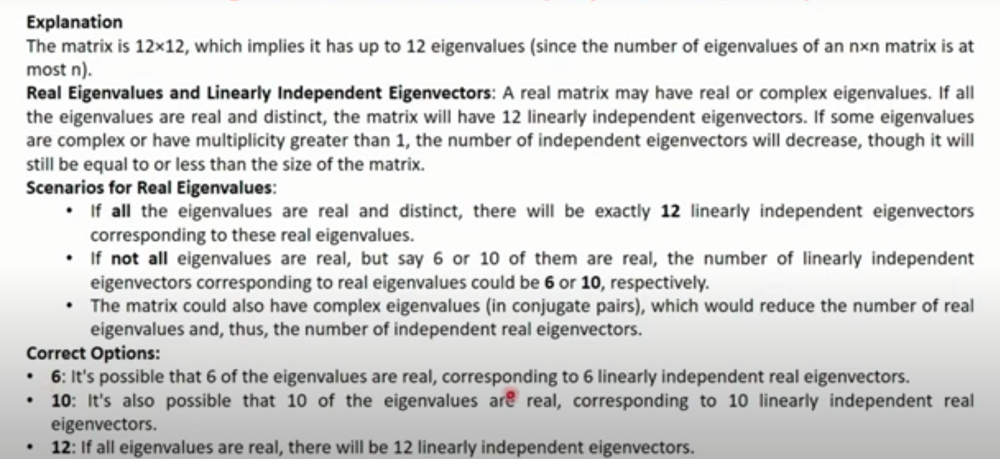 Explanation
The matrix is 12×12, which implies it has up to 12 eigenvalues (since the number of eigenvalues of an n×n matrix is at
most n).
Real Eigenvalues and Linearly Independent Eigenvectors: A real matrix may have real or complex eigenvalues. If all
the eigenvalues are real and distinct, the matrix will have 12 linearly independent eigenvectors. If some eigenvalues
are complex or have multiplicity greater than 1, the number of independent eigenvectors will decrease, though it will
still be equal to or less than the size of the matrix.
Scenarios for Real Eigenvalues:
• If all the eigenvalues are real and distinct, there will be exactly 12 linearly independent eigenvectors
corresponding to these real eigenvalues.
• If not all eigenvalues are real, but say 6 or 10 of them are real, the number of linearly independent
eigenvectors corresponding to real eigenvalues could be 6 or 10, respectively.
• The matrix could also have complex eigenvalues (in conjugate pairs), which would reduce the number of real
eigenvalues and, thus, the number of independent real eigenvectors.
Correct Options:
• 6: It's possible that 6 of the eigenvalues are real, corresponding to 6 linearly independent real eigenvectors.
• 10: It's also possible that 10 of the eigenvalues are real, corresponding to 10 linearly independent real
eigenvectors.
• 12: If all eigenvalues are real, there will be 12 linearly independent eigenvectors.